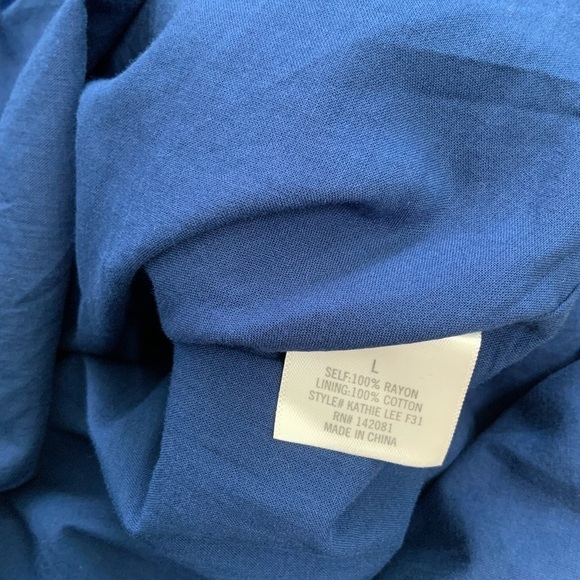 L
SELF:100% RAYON
LINING:100% COTTON
STYLE# KATHIE LEE F31
RN# 142081
MADE IN CHINA